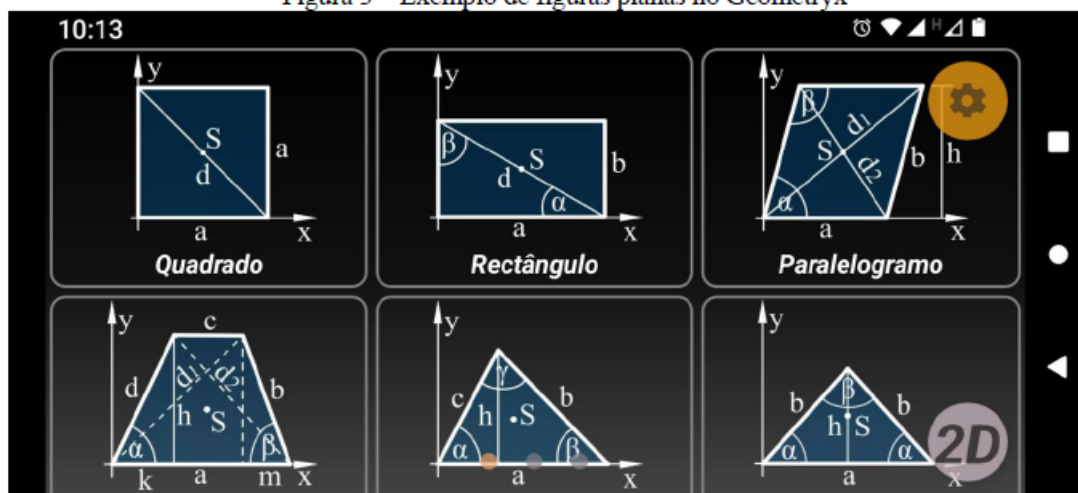 Figura 3 – Exemplo de figuras planas no Geometryx
10:13 H
y S d a a x
Quadrado
y β S d α b a x
Rectângulo
y β d1 S d2 b h α a x
Paralelogramo
y c d d1 d2 b h S α β k a m x
y γ c h S b α β a x
y b β b h S α α a x
2D